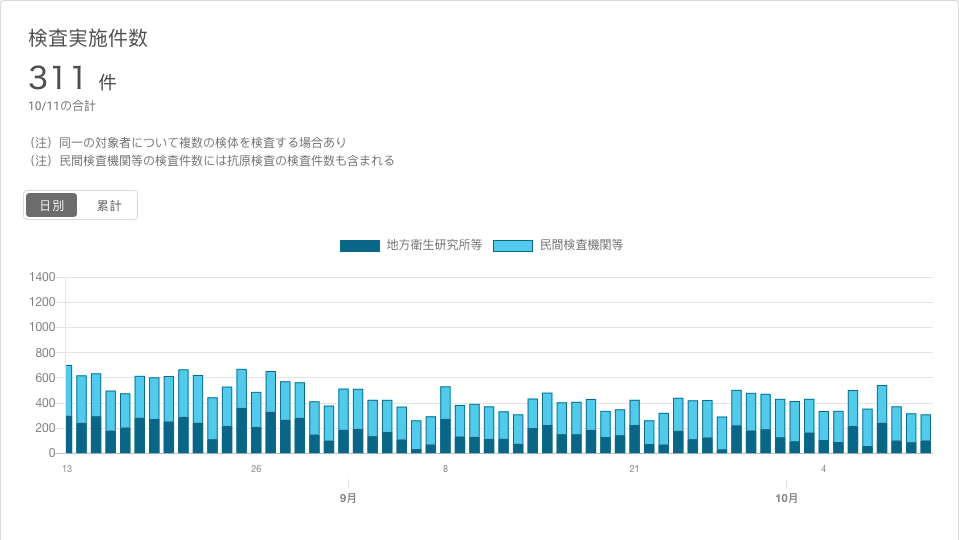 検査実施件数
311 件
10/11の合計
（注）同一の対象者について複数の検体を検査する場合あり
（注）民間検査機関等の検査件数には抗原検査の検査件数も含まれる
日別 累計
地方衛生研究所等 民間検査機関等
1400
1200
1000
800
600
400
200
0
13 26 8 21 4
9月 10月